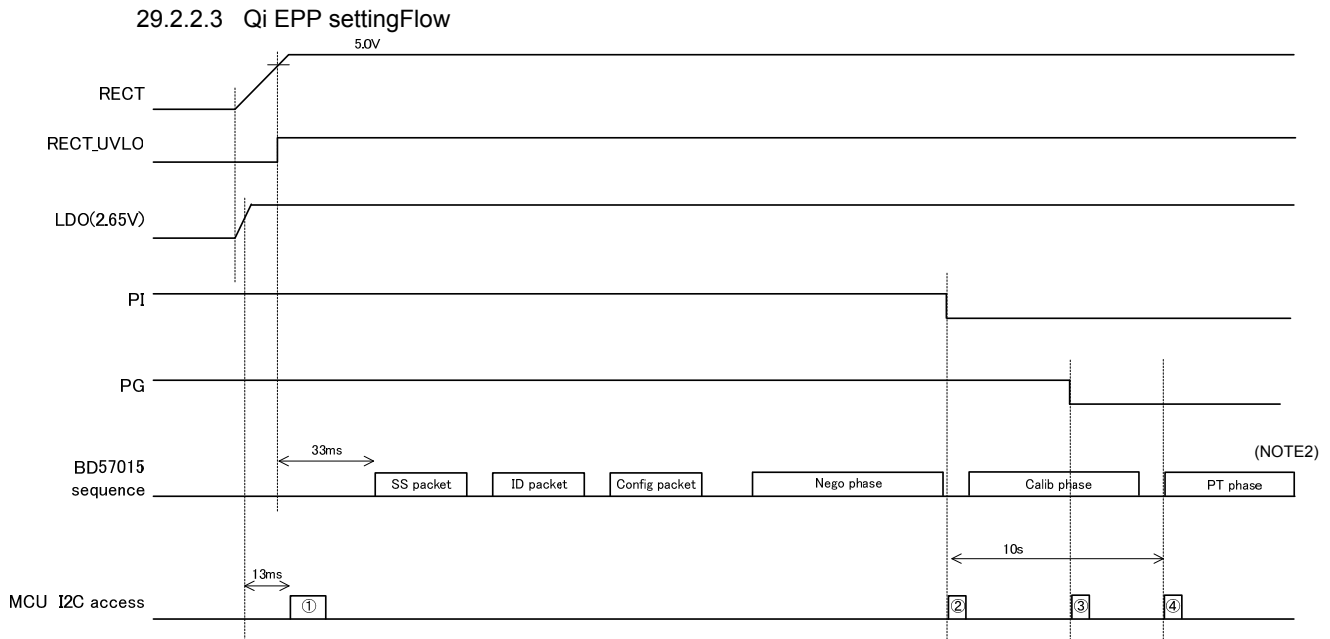 29.2.2.3 Qi EPP settingFlow
5.0V
RECT
RECT_UVLO
LDO(2.65V)
PI
PG
33ms
(NOTE2)
BD57015
sequence
SS packet
ID packet
Config packet
Nego phase
Calib phase
PT phase
10s
13ms
MCU I2C access
①
②
③
④